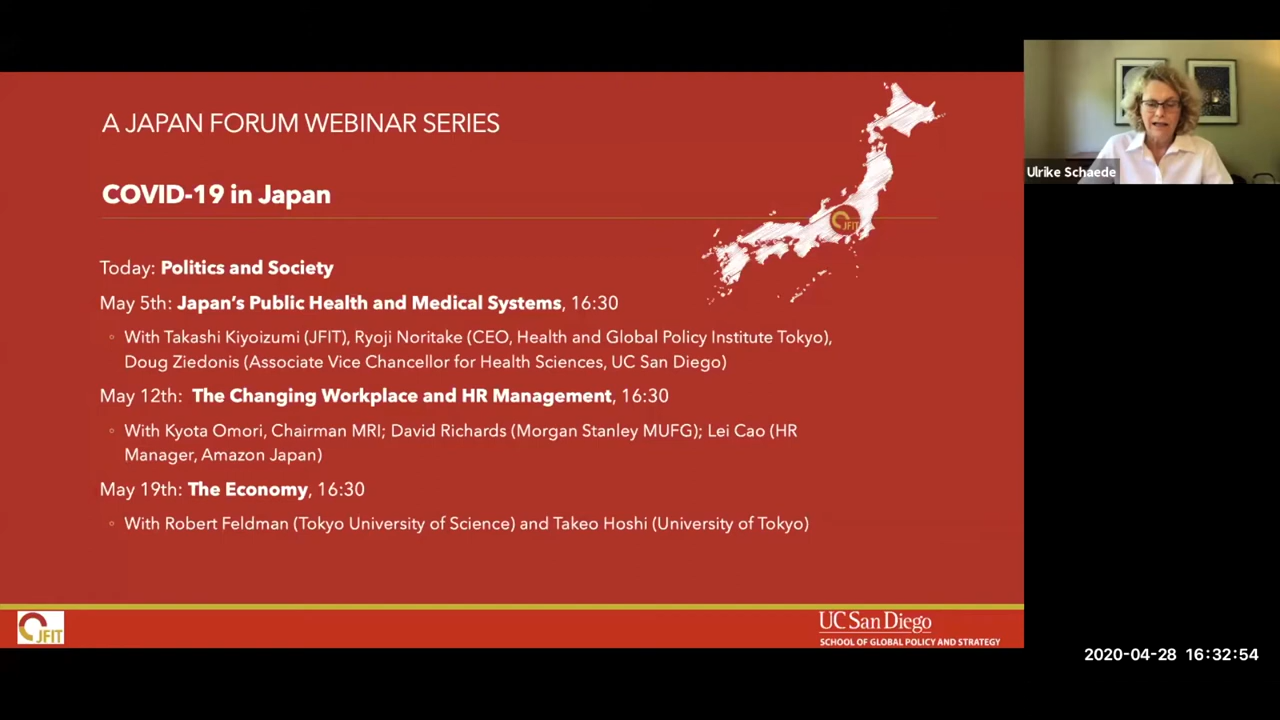 A JAPAN FORUM WEBINAR SERIES
COVID-19 in Japan
JFIT
Today: Politics and Society
May 5th: Japan's Public Health and Medical Systems, 16:30
With Takashi Kiyoizumi (JFIT), Ryoji Noritake (CEO, Health and Global Policy Institute Tokyo),
Doug Ziedonis (Associate Vice Chancellor for Health Sciences, UC San Diego)
May 12th: The Changing Workplace and HR Management, 16:30
With Kyota Omori, Chairman MRI; David Richards (Morgan Stanley MUFG); Lei Cao (HR
Manager, Amazon Japan)
May 19th: The Economy, 16:30
With Robert Feldman (Tokyo University of Science) and Takeo Hoshi (University of Tokyo)
JFIT
UC San Diego
SCHOOL OF GLOBAL POLICY AND STRATEGY
Ulrike Schaede
2020-04-28 16:32:54